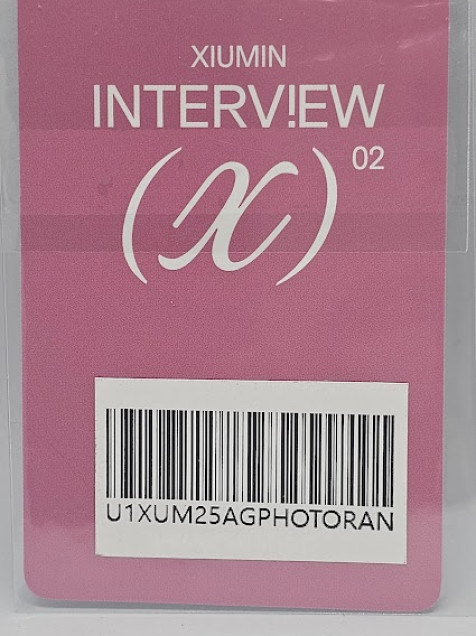 XIUMIN
INTERV!EW
(x) 02
U1XUM25AGPHOTORAN